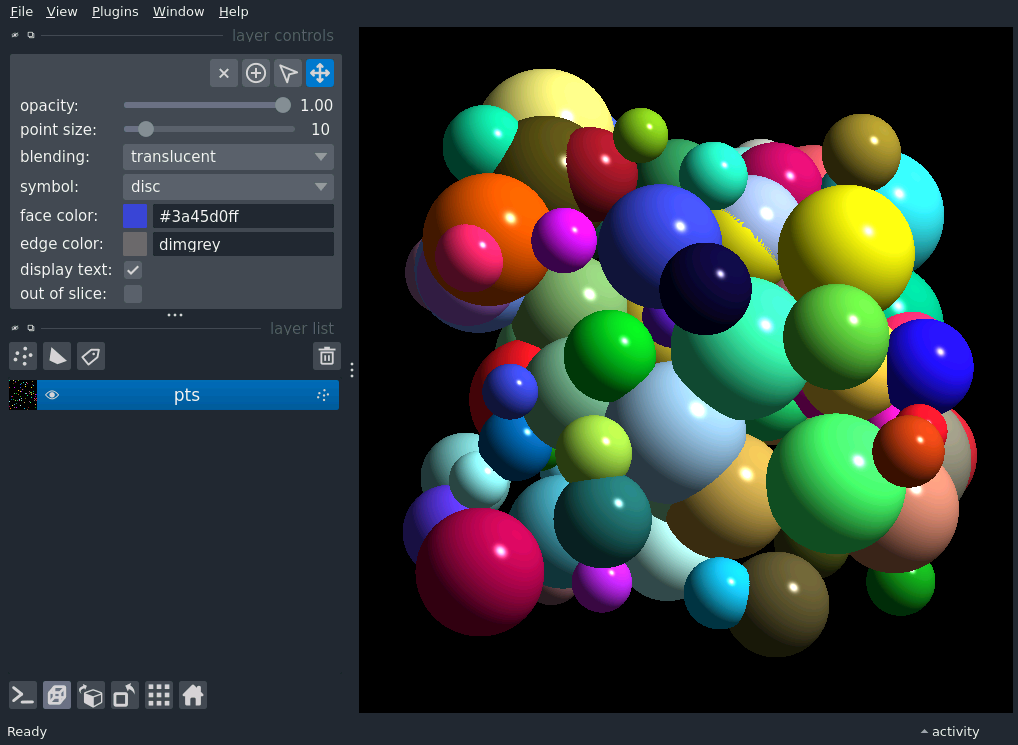 File View Plugins Window Help
layer controls
opacity: 1.00
point size: 10
blending: translucent
symbol: disc
face color: #3a45d0ff
edge color: dimgrey
display text:
out of slice:
layer list
pts
Ready activity